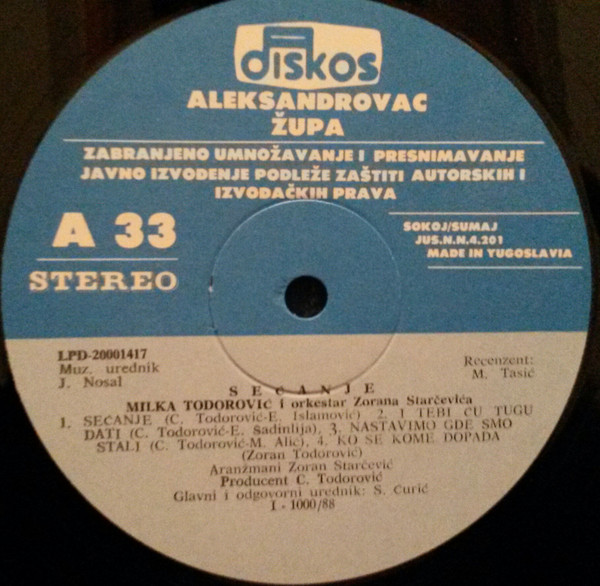 diskos
ALEKSANDROVAC
ŽUPA
ZABRANJENO UMNOŽAVANJE I PRESNIMAVANJE
JAVNO IZVOĐENJE PODLEŽE ZAŠTITI AUTORSKIH I
IZVOĐAČKIH PRAVA
A 33
STEREO
SOKOJ/SUMAJ
JUS.N.N.4.201
MADE IN YUGOSLAVIA
LPD-20001417
Muz. urednik
J. Nosal
Recenzent:
M. Tasić
SEĆANJE
MILKA TODOROVIĆ i orkestar Zorana Starčevića
1. SEĆANJE (C. Todorović-E. Islamović) 2. I TEBI ĆU TUGU
DATI (C. Todorović-E. Sadinlija), 3. NASTAVIMO GDE SMO
STALI (C. Todorović-M. Alić), 4. KO SE KOME DOPADA
(Zoran Todorović)
Aranžmani Zoran Starčević
Producent C. Todorović
Glavni i odgovorni urednik: S. Ćurić
I - 1000/88